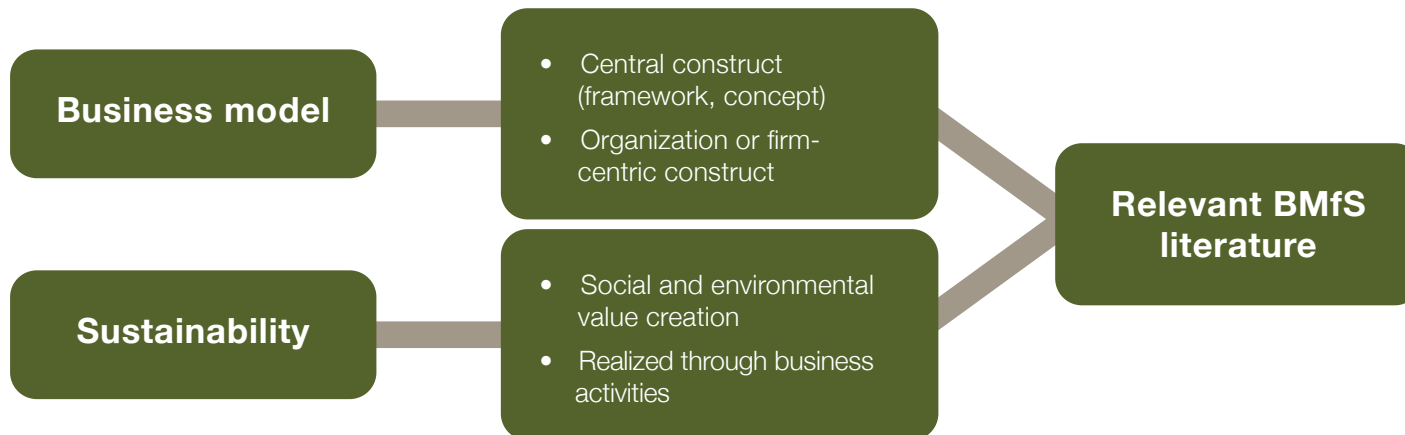 Business model
• Central construct
(framework, concept)
• Organization or firm-
centric construct
Sustainability
• Social and environmental
value creation
• Realized through business
activities
Relevant BMfS
literature